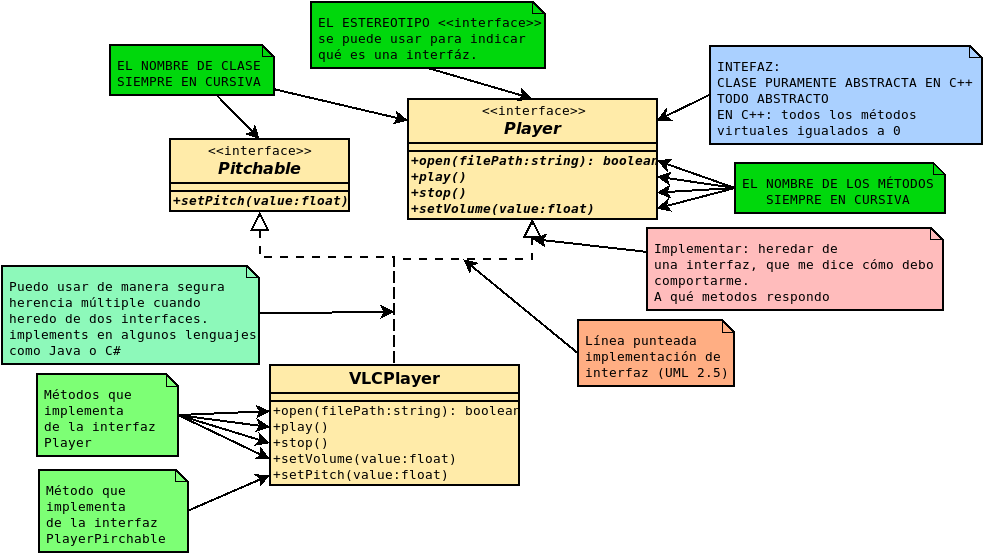 EL ESTEREOTIPO <<interface>>
se puede usar para indicar
qué es una interfáz.
EL NOMBRE DE CLASE
SIEMPRE EN CURSIVA
INTEFAZ:
CLASE PURAMENTE ABSTRACTA EN C++
TODO ABSTRACTO
EN C++: todos los métodos
virtuales igualados a 0
<<interface>>
Player
+open(filePath:string): boolean
+play()
+stop()
+setVolume(value:float)
<<interface>>
Pitchable
+setPitch(value:float)
EL NOMBRE DE LOS MÉTODOS
SIEMPRE EN CURSIVA
Implementar: heredar de
una interfaz, que me dice cómo debo
comportarme.
A qué metodos respondo
Puedo usar de manera segura
herencia múltiple cuando
heredo de dos interfaces.
implements en algunos lenguajes
como Java o C#
Línea punteada
implementación de
interfaz (UML 2.5)
VLCPlayer
+open(filePath:string): boolean
+play()
+stop()
+setVolume(value:float)
+setPitch(value:float)
Métodos que
implementa
de la interfaz
Player
Método que
implementa
de la interfaz
PlayerPirchable